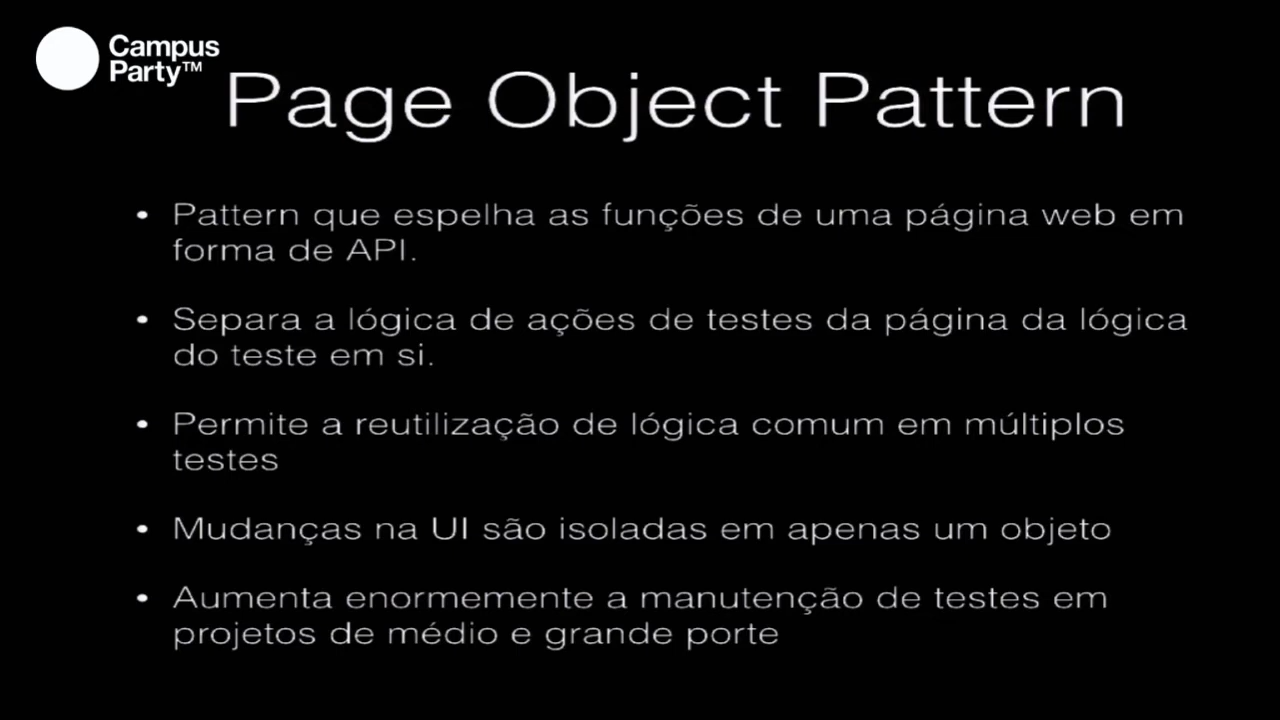 Campus
Party™
Page Object Pattern
• Pattern que espelha as funções de uma página web em
forma de API.
• Separa a lógica de ações de testes da página da lógica
do teste em si.
• Permite a reutilização de lógica comum em múltiplos
testes
• Mudanças na UI são isoladas em apenas um objeto
• Aumenta enormemente a manutenção de testes em
projetos de médio e grande porte